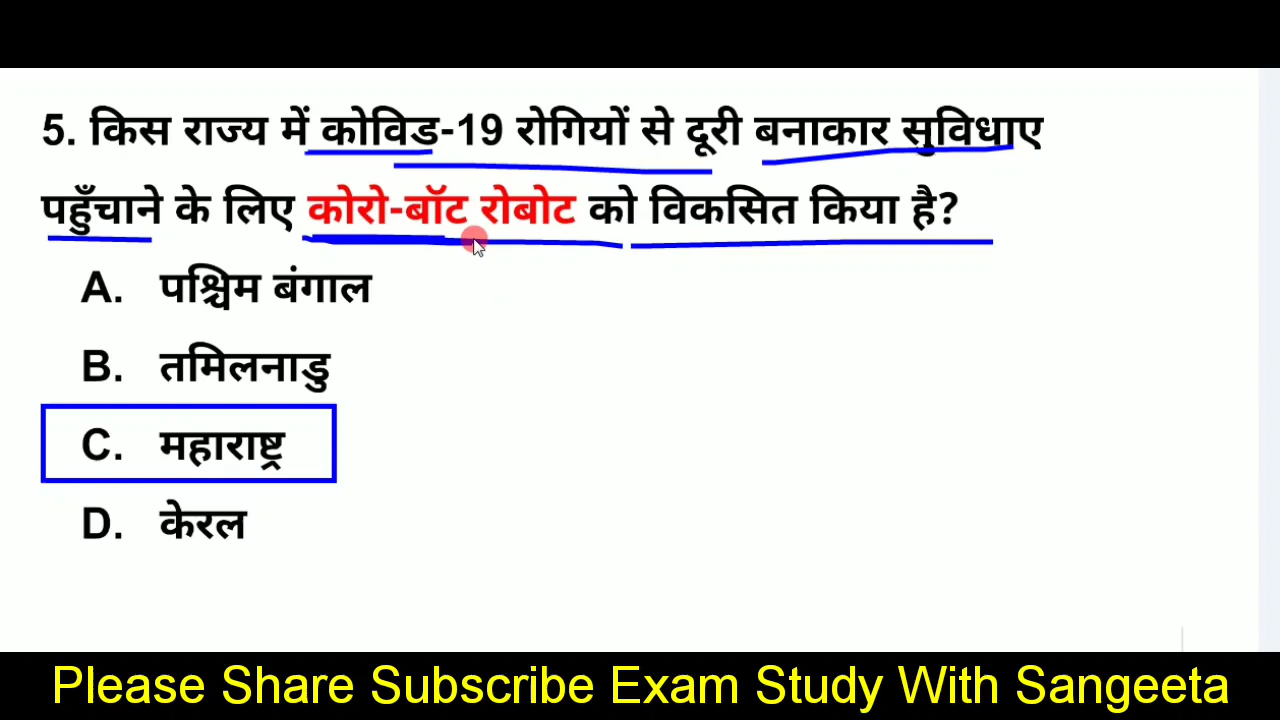 5. किस राज्य में कोविड-19 रोगियों से दूरी बनाकार सुविधाए
पहुँचाने के लिए कोरो-बॉट रोबोट को विकसित किया है?
A. पश्चिम बंगाल
B. तमिलनाडु
C. महाराष्ट्र
D. केरल
Please Share Subscribe Exam Study With Sangeeta